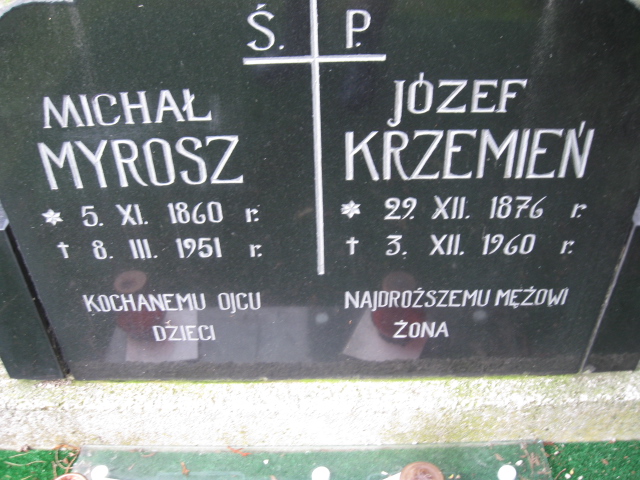 Ś. P.
MICHAŁ
MYROSZ
* 5. XI. 1860 r.
† 8. III. 1951 r.
KOCHANEMU OJCU
DZIECI
JÓZEF
KRZEMIEŃ
* 29. XII. 1876 r.
† 3. XII. 1960 r.
NAJDROŻSZEMU MĘŻOWI
ŻONA